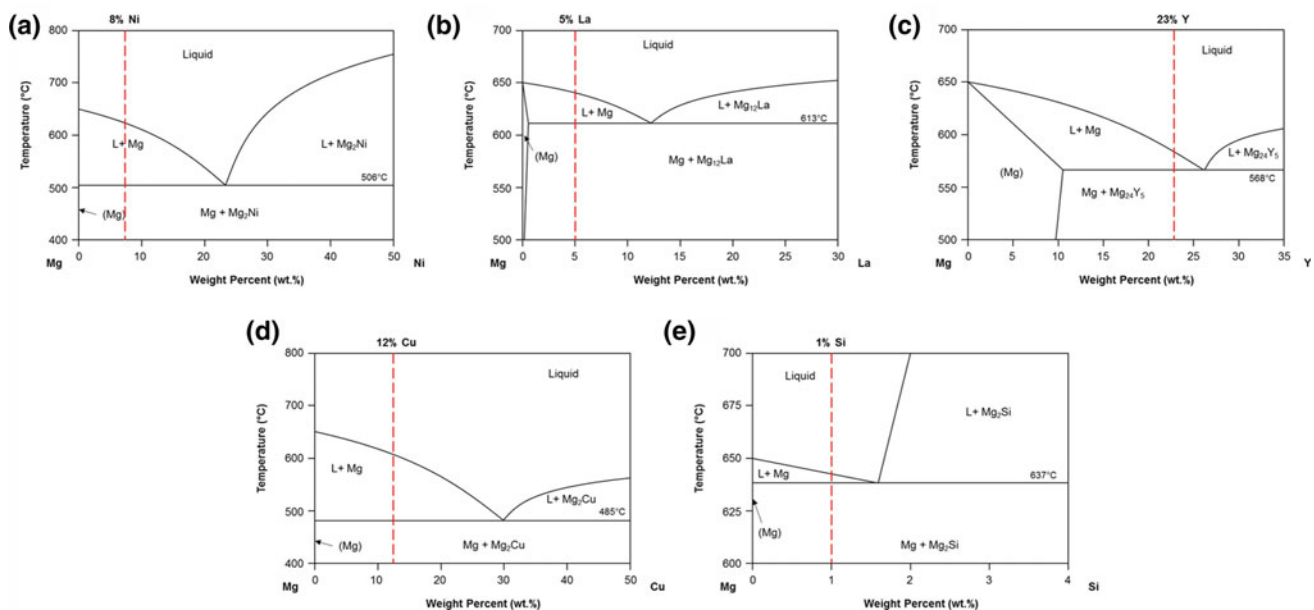 (a)
8% Ni
800
700
600
500
400
Temperature (°C)
Liquid
L+ Mg
L+ Mg₂Ni
506°C
(Mg)
Mg + Mg₂Ni
0 10 20 30 40 50
Mg
Ni
Weight Percent (wt.%)
(b)
5% La
700
650
600
550
500
Temperature (°C)
Liquid
L+ Mg
L+ Mg₁₂La
613°C
(Mg)
Mg + Mg₁₂La
0 5 10 15 20 25 30
Mg
La
Weight Percent (wt.%)
(c)
23% Y
700
650
600
550
500
Temperature (°C)
Liquid
L+ Mg
L+ Mg₂₄Y₅
568°C
(Mg)
Mg + Mg₂₄Y₅
0 5 10 15 20 25 30 35
Mg
Y
Weight Percent (wt.%)
(d)
12% Cu
800
700
600
500
400
Temperature (°C)
Liquid
L+ Mg
L+ Mg₂Cu
485°C
(Mg)
Mg + Mg₂Cu
0 10 20 30 40 50
Mg
Cu
Weight Percent (wt.%)
(e)
1% Si
700
675
650
625
600
Temperature (°C)
Liquid
L+ Mg₂Si
L+ Mg
637°C
(Mg)
Mg + Mg₂Si
0 1 2 3 4
Mg
Si
Weight Percent (wt.%)